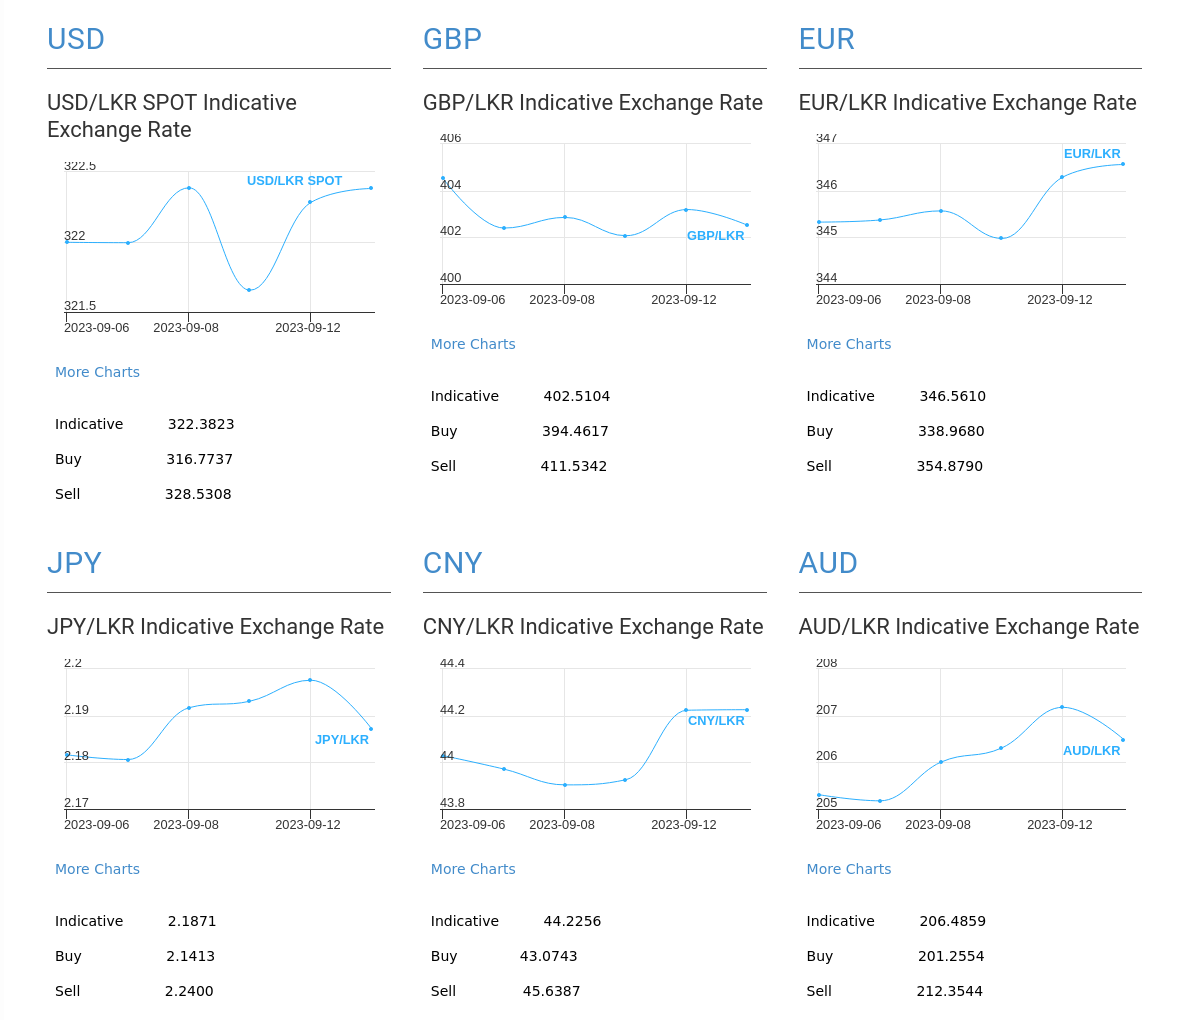 USD
USD/LKR SPOT Indicative
Exchange Rate
322.5
USD/LKR SPOT
322
321.5
2023-09-06 2023-09-08 2023-09-12
More Charts
Indicative 322.3823
Buy 316.7737
Sell 328.5308
GBP
GBP/LKR Indicative Exchange Rate
406
404
402
GBP/LKR
400
2023-09-06 2023-09-08 2023-09-12
More Charts
Indicative 402.5104
Buy 394.4617
Sell 411.5342
EUR
EUR/LKR Indicative Exchange Rate
347
EUR/LKR
346
345
344
2023-09-06 2023-09-08 2023-09-12
More Charts
Indicative 346.5610
Buy 338.9680
Sell 354.8790
JPY
JPY/LKR Indicative Exchange Rate
2.2
2.19
JPY/LKR
2.18
2.17
2023-09-06 2023-09-08 2023-09-12
More Charts
Indicative 2.1871
Buy 2.1413
Sell 2.2400
CNY
CNY/LKR Indicative Exchange Rate
44.4
44.2
CNY/LKR
44
43.8
2023-09-06 2023-09-08 2023-09-12
More Charts
Indicative 44.2256
Buy 43.0743
Sell 45.6387
AUD
AUD/LKR Indicative Exchange Rate
208
207
AUD/LKR
206
205
2023-09-06 2023-09-08 2023-09-12
More Charts
Indicative 206.4859
Buy 201.2554
Sell 212.3544